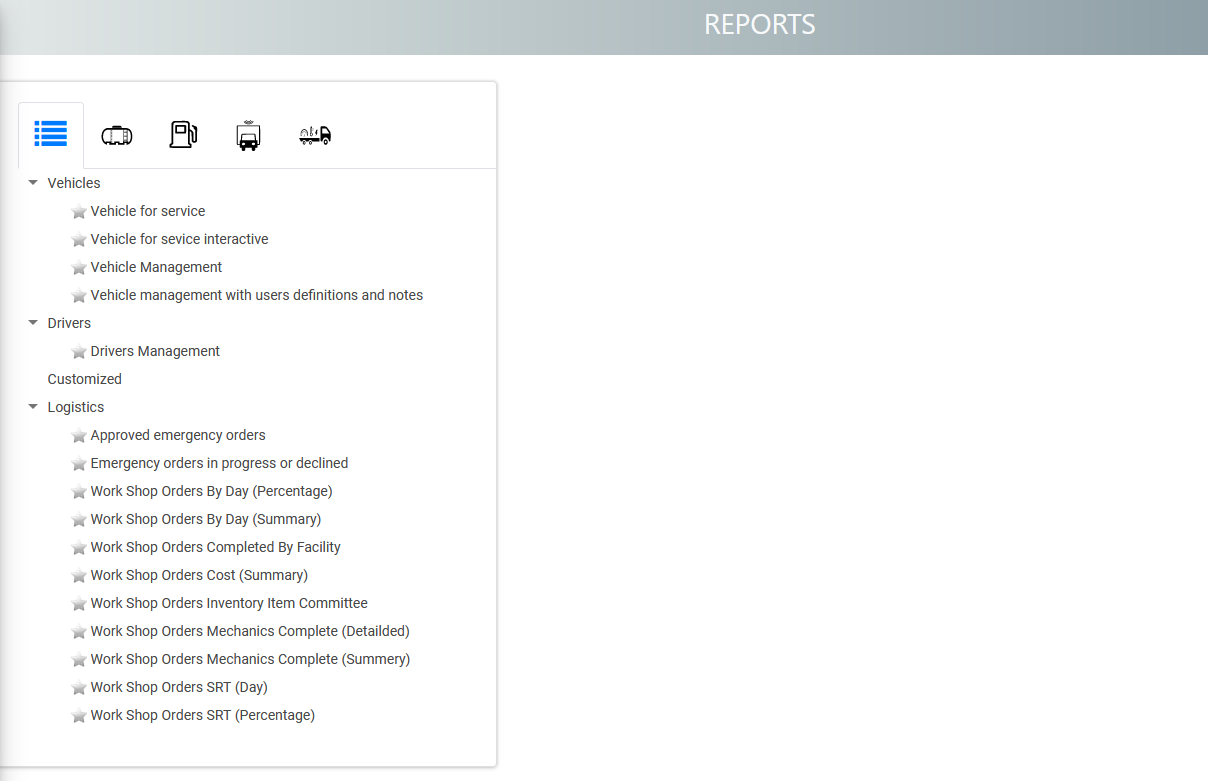 REPORTS
Vehicles
Vehicle for service
Vehicle for sevice interactive
Vehicle Management
Vehicle management with users definitions and notes
Drivers
Drivers Management
Customized
Logistics
Approved emergency orders
Emergency orders in progress or declined
Work Shop Orders By Day (Percentage)
Work Shop Orders By Day (Summary)
Work Shop Orders Completed By Facility
Work Shop Orders Cost (Summary)
Work Shop Orders Inventory Item Committee
Work Shop Orders Mechanics Complete (Detailded)
Work Shop Orders Mechanics Complete (Summery)
Work Shop Orders SRT (Day)
Work Shop Orders SRT (Percentage)